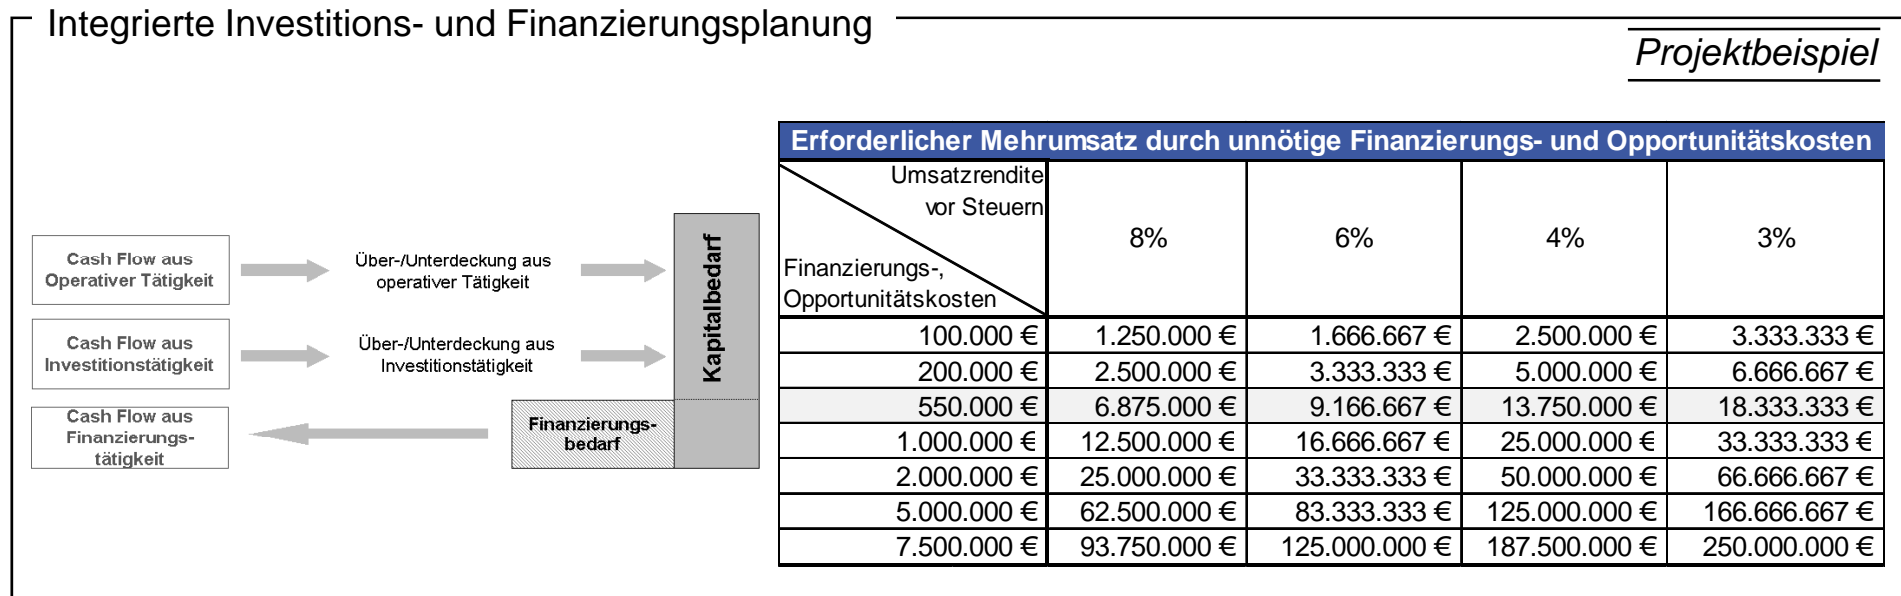 Integrierte Investitions- und Finanzierungsplanung
Projektbeispiel
Cash Flow aus
Operativer Tätigkeit
Über-/Unterdeckung aus
operativer Tätigkeit
Cash Flow aus
Investitionstätigkeit
Über-/Unterdeckung aus
Investitionstätigkeit
Cash Flow aus
Finanzierungs-
tätigkeit
Finanzierungs-
bedarf
Kapitalbedarf
Erforderlicher Mehrumsatz durch unnötige Finanzierungs- und Opportunitätskosten
Umsatzrendite
vor Steuern
Finanzierungs-,
Opportunitätskosten
8% 6% 4% 3%
100.000 € 1.250.000 € 1.666.667 € 2.500.000 € 3.333.333 €
200.000 € 2.500.000 € 3.333.333 € 5.000.000 € 6.666.667 €
550.000 € 6.875.000 € 9.166.667 € 13.750.000 € 18.333.333 €
1.000.000 € 12.500.000 € 16.666.667 € 25.000.000 € 33.333.333 €
2.000.000 € 25.000.000 € 33.333.333 € 50.000.000 € 66.666.667 €
5.000.000 € 62.500.000 € 83.333.333 € 125.000.000 € 166.666.667 €
7.500.000 € 93.750.000 € 125.000.000 € 187.500.000 € 250.000.000 €